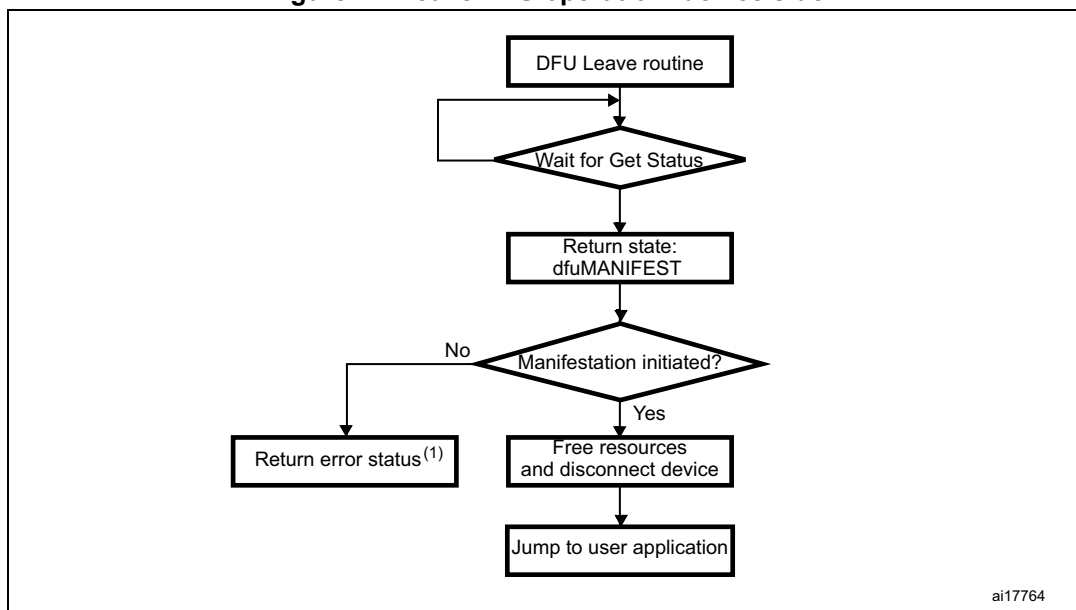 DFU Leave routine
Wait for Get Status
Return state:
dfuMANIFEST
No
Manifestation initiated?
Yes
Return error status(1)
Free resources
and disconnect device
Jump to user application
ai17764